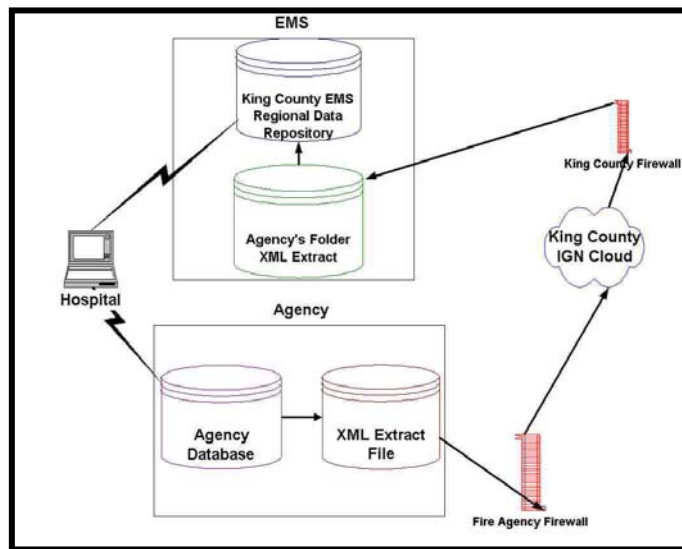 EMS
King County EMS
Regional Data
Repository
King County Firewall
Agency's Folder
XML Extract
King County
IGN Cloud
Hospital
Agency
Agency
Database
XML Extract
File
Fire Agency Firewall